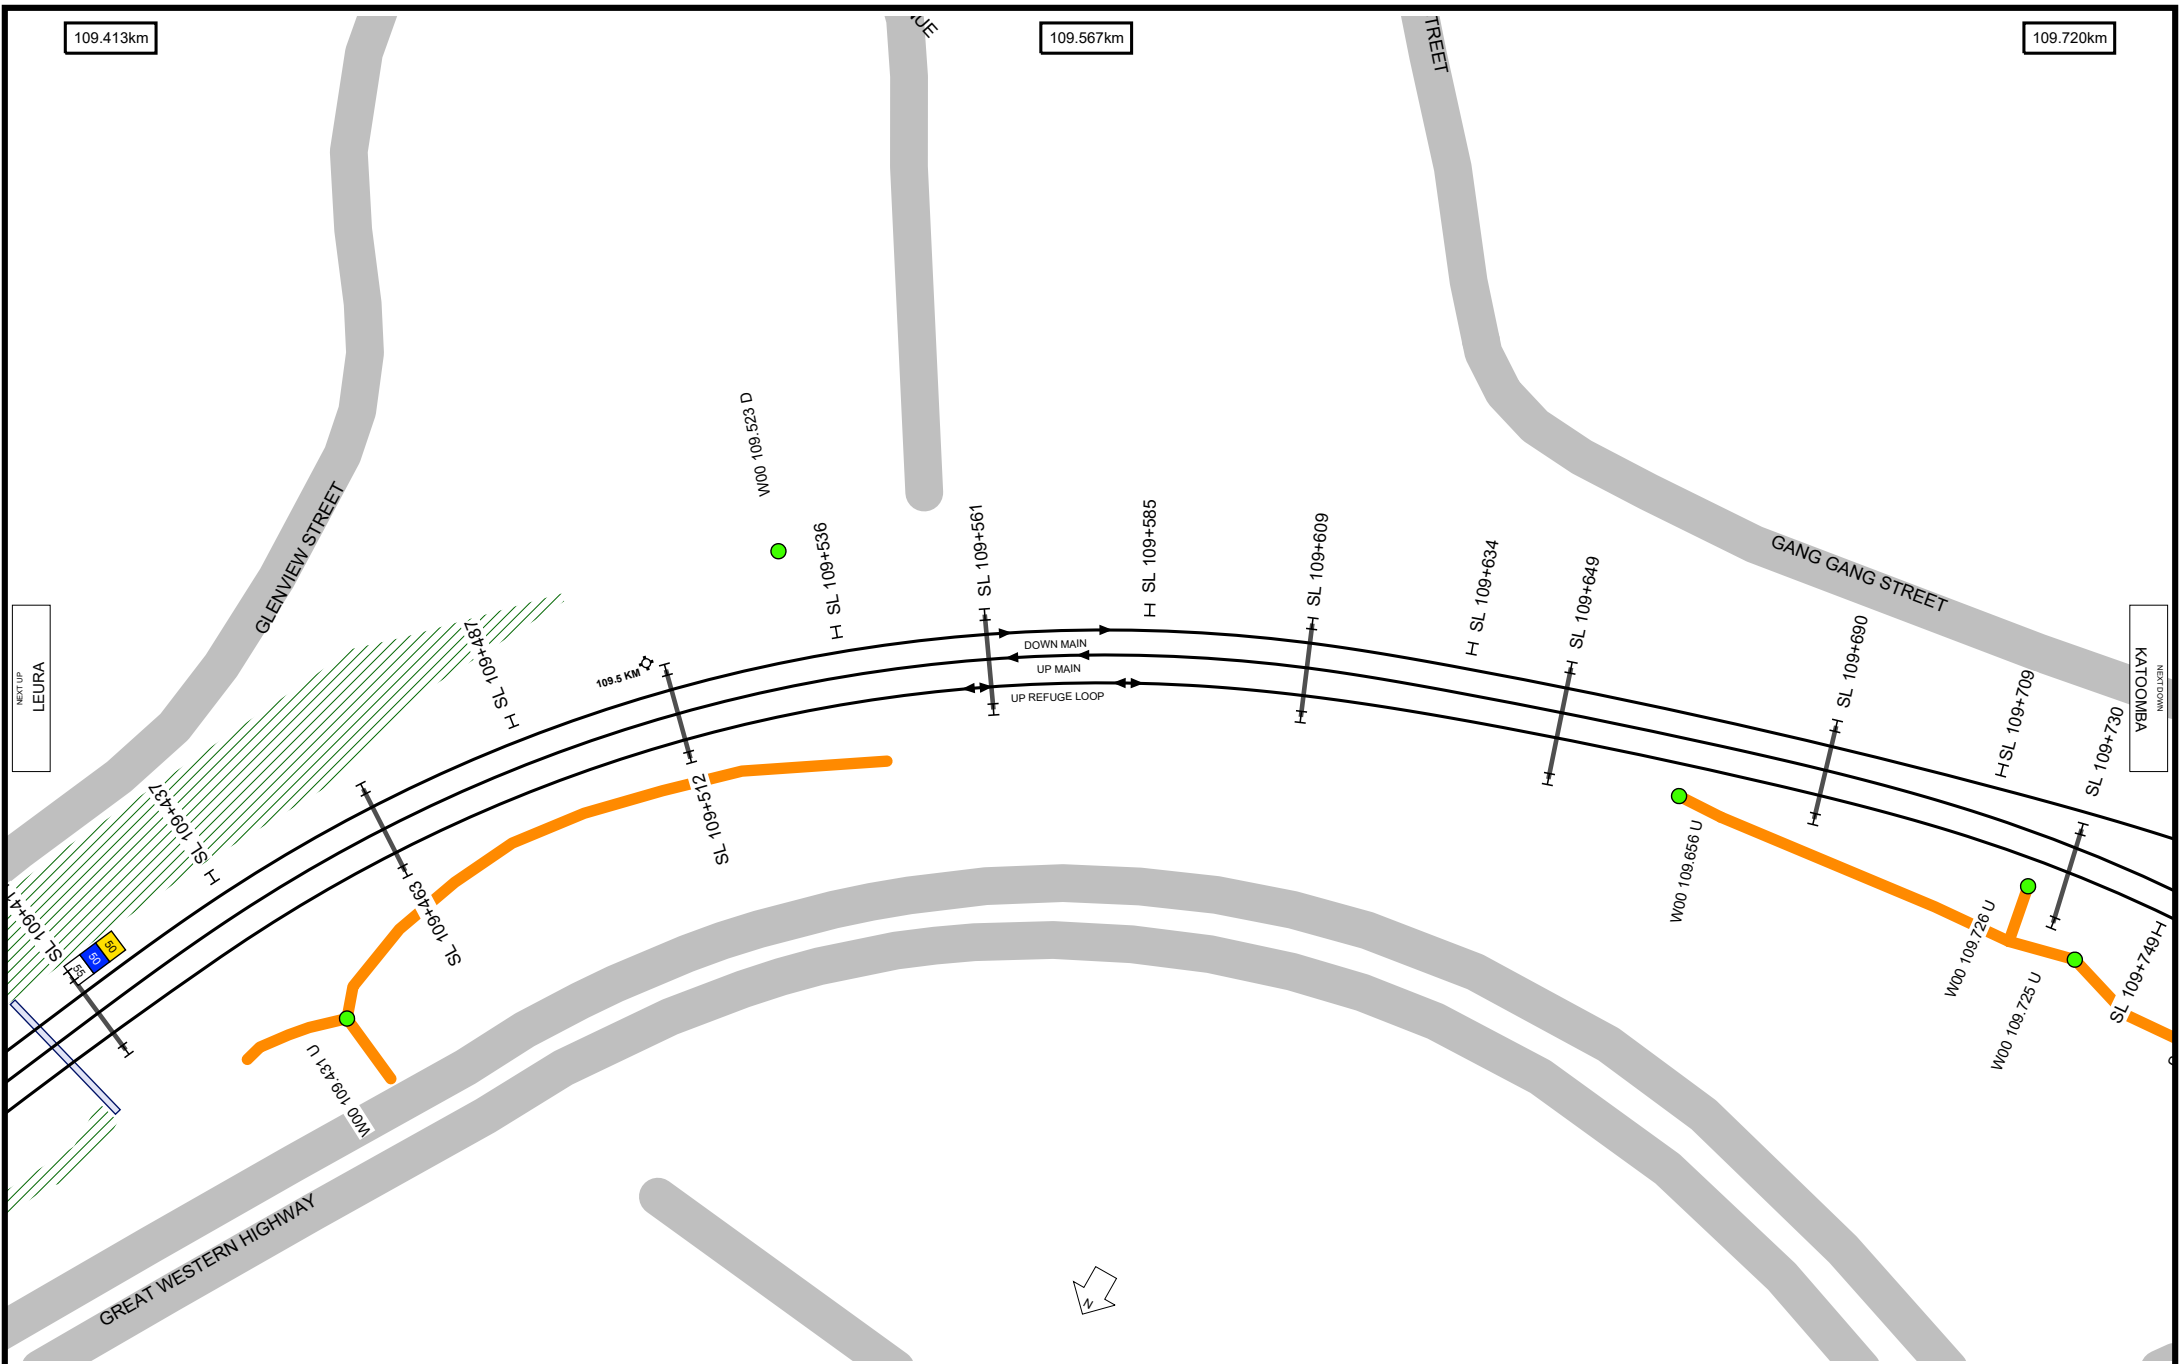 109.413km
109.567km
109.720km
TREET
W00 109.523 D
GLENVIEW STREET
SL 109+536
SL 109+561
SL 109+585
SL 109+609
SL 109+634
SL 109+649
GANG GANG STREET
SL 109+690
SL 109+709
SL 109+730
NEXT UP
LEURA
KATOOMBA
NEXT DOWN
SL 109+487
109.5 KM
DOWN MAIN
UP MAIN
UP REFUGE LOOP
SL 109+437
SL 109+512
SL 109+463
SL 109+41
55
50
50
W00 109.656 U
W00 109.726 U
W00 109.725 U
SL 109+749
W00 109.431 U
GREAT WESTERN HIGHWAY
N